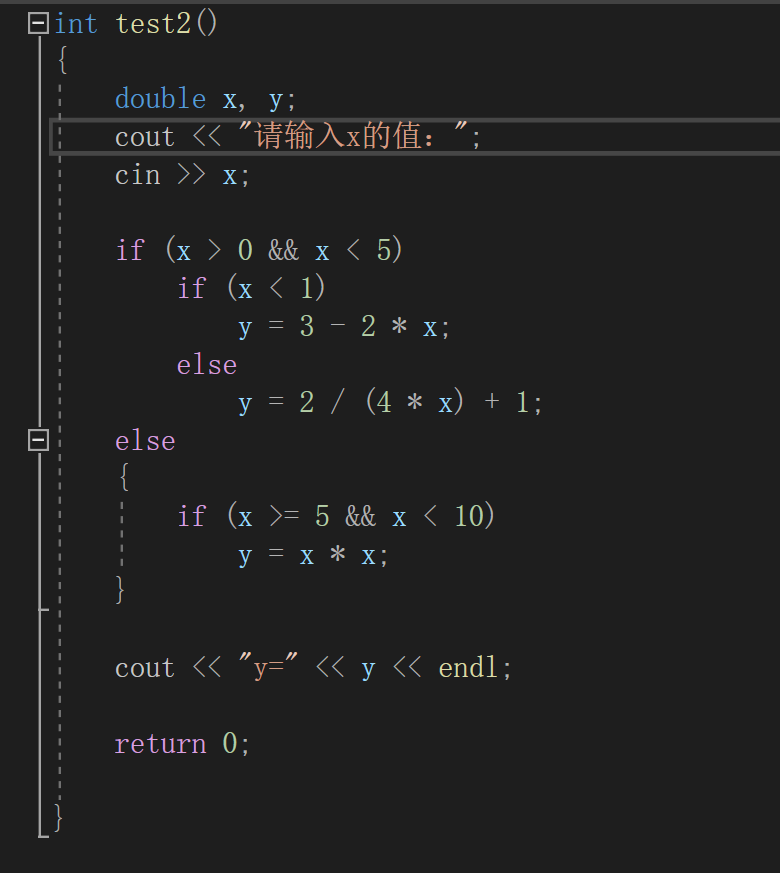 int test2()
{
    double x, y;
    cout << "请输入x的值：";
    cin >> x;

    if (x > 0 && x < 5)
        if (x < 1)
            y = 3 - 2 * x;
        else
            y = 2 / (4 * x) + 1;
    else
    {
        if (x >= 5 && x < 10)
            y = x * x;
    }

    cout << "y=" << y << endl;

    return 0;

}